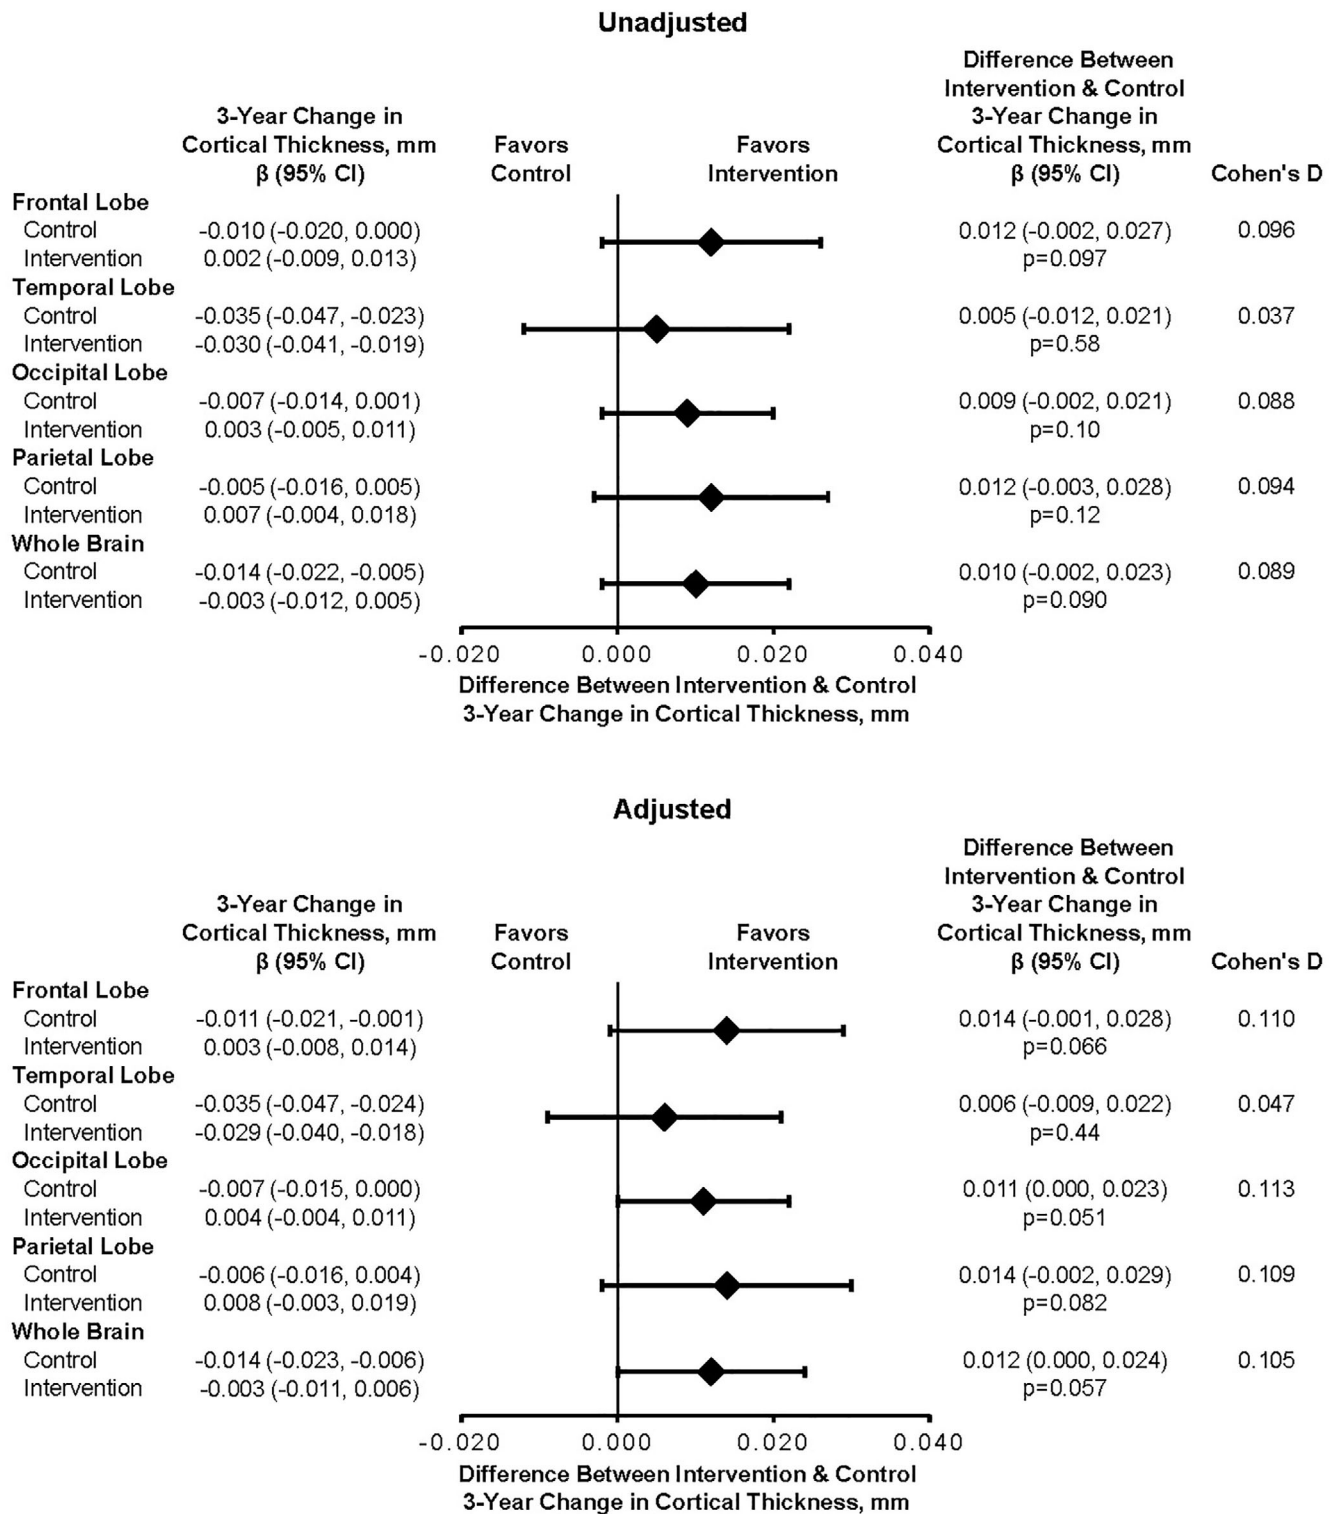 Unadjusted
Difference Between
Intervention & Control
3-Year Change in 3-Year Change in
Cortical Thickness, mm Favors Favors Cortical Thickness, mm
β (95% CI) Control Intervention β (95% CI) Cohen's D
Frontal Lobe
Control -0.010 (-0.020, 0.000) 0.012 (-0.002, 0.027) 0.096
Intervention 0.002 (-0.009, 0.013) p=0.097
Temporal Lobe
Control -0.035 (-0.047, -0.023) 0.005 (-0.012, 0.021) 0.037
Intervention -0.030 (-0.041, -0.019) p=0.58
Occipital Lobe
Control -0.007 (-0.014, 0.001) 0.009 (-0.002, 0.021) 0.088
Intervention 0.003 (-0.005, 0.011) p=0.10
Parietal Lobe
Control -0.005 (-0.016, 0.005) 0.012 (-0.003, 0.028) 0.094
Intervention 0.007 (-0.004, 0.018) p=0.12
Whole Brain
Control -0.014 (-0.022, -0.005) 0.010 (-0.002, 0.023) 0.089
Intervention -0.003 (-0.012, 0.005) p=0.090
-0.020 0.000 0.020 0.040
Difference Between Intervention & Control
3-Year Change in Cortical Thickness, mm
Adjusted
Difference Between
Intervention & Control
3-Year Change in 3-Year Change in
Cortical Thickness, mm Favors Favors Cortical Thickness, mm
β (95% CI) Control Intervention β (95% CI) Cohen's D
Frontal Lobe
Control -0.011 (-0.021, -0.001) 0.014 (-0.001, 0.028) 0.110
Intervention 0.003 (-0.008, 0.014) p=0.066
Temporal Lobe
Control -0.035 (-0.047, -0.024) 0.006 (-0.009, 0.022) 0.047
Intervention -0.029 (-0.040, -0.018) p=0.44
Occipital Lobe
Control -0.007 (-0.015, 0.000) 0.011 (0.000, 0.023) 0.113
Intervention 0.004 (-0.004, 0.011) p=0.051
Parietal Lobe
Control -0.006 (-0.016, 0.004) 0.014 (-0.002, 0.029) 0.109
Intervention 0.008 (-0.003, 0.019) p=0.082
Whole Brain
Control -0.014 (-0.023, -0.006) 0.012 (0.000, 0.024) 0.105
Intervention -0.003 (-0.011, 0.006) p=0.057
-0.020 0.000 0.020 0.040
Difference Between Intervention & Control
3-Year Change in Cortical Thickness, mm